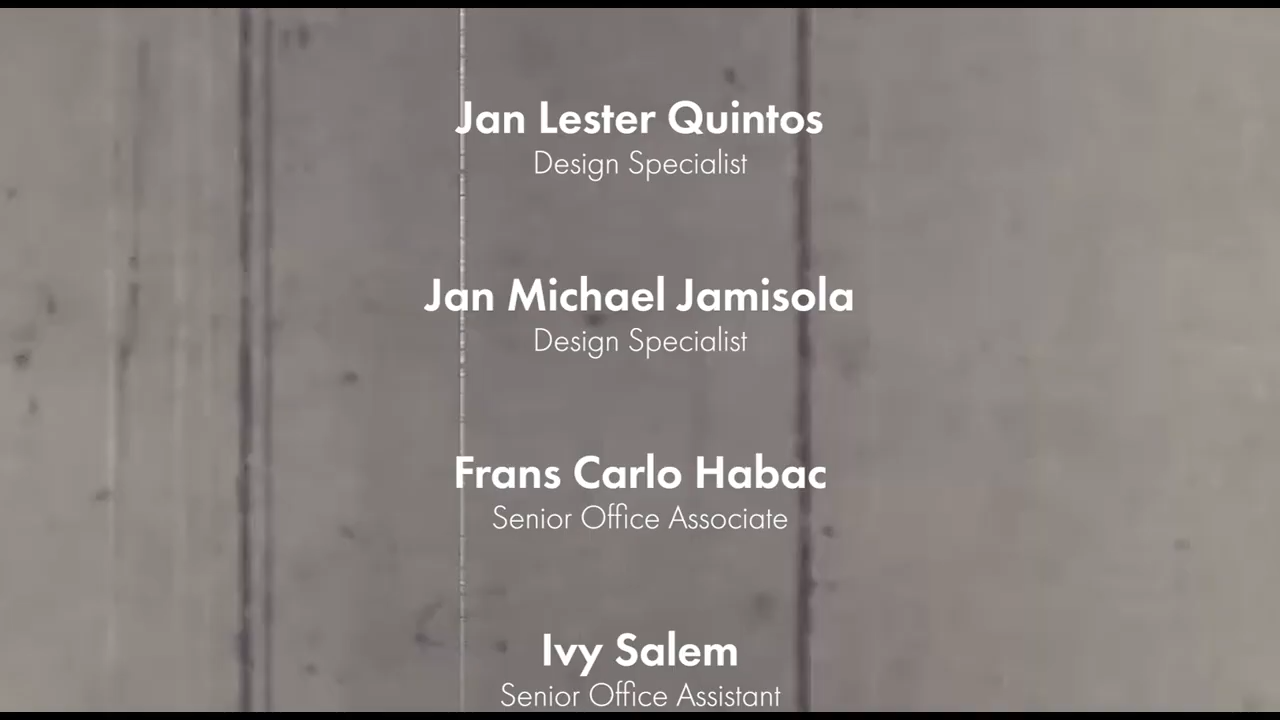 Jan Lester Quintos
Design Specialist
Jan Michael Jamisola
Design Specialist
Frans Carlo Habac
Senior Office Associate
Ivy Salem
Senior Office Assistant